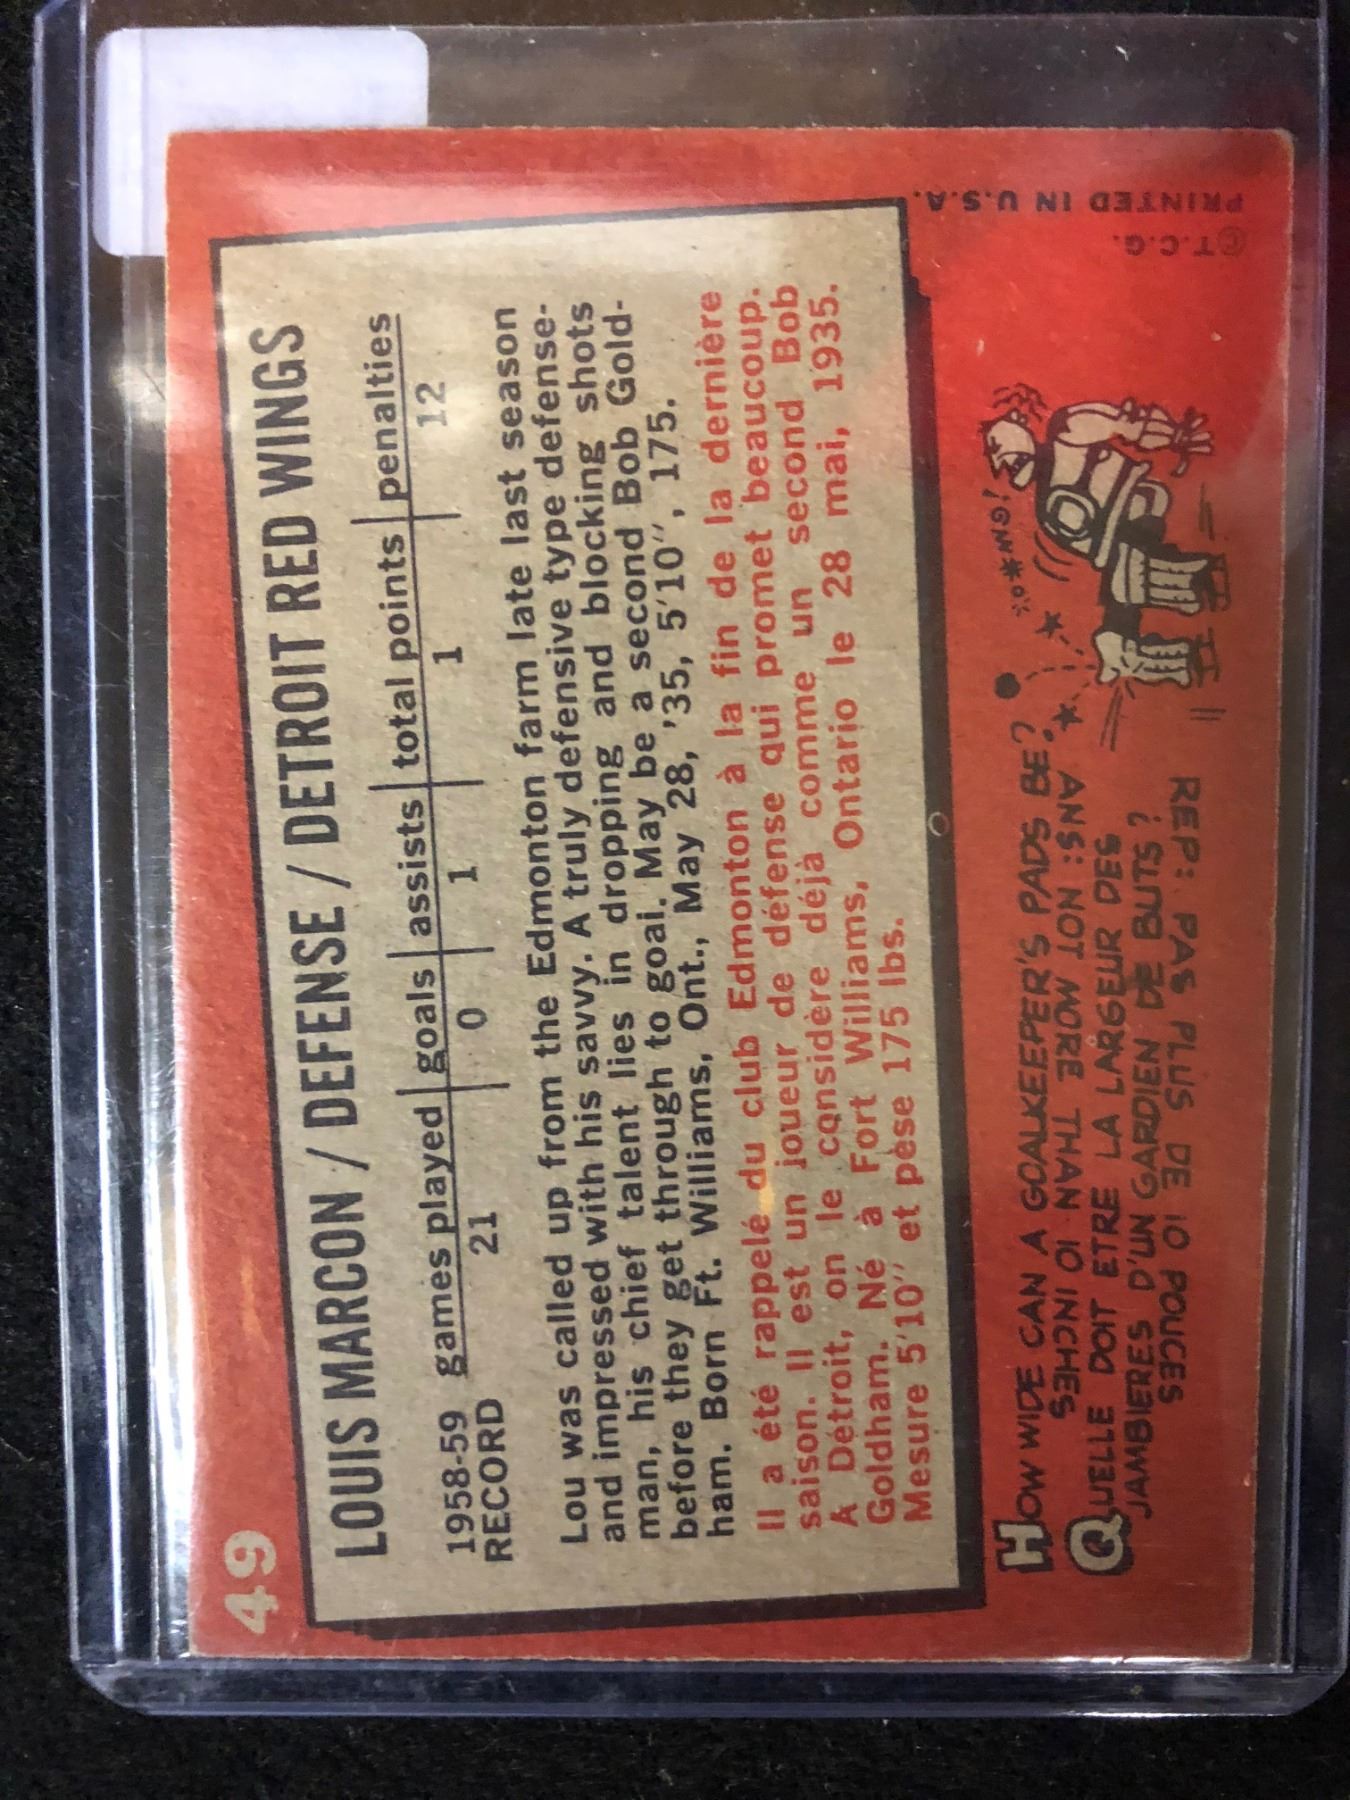 49
LOUIS MARCON / DEFENSE / DETROIT RED WINGS
1958-59 games played goals assists total points penalties
RECORD 21 0 1 1 12
Lou was called up from the Edmonton farm late last season
and impressed with his savvy. A truly defensive type defense-
man, his chief talent lies in dropping and blocking shots
before they get through to goal. May be a second Bob Gold-
ham. Born Ft. Williams, Ont., May 28, '35, 5'10", 175.
Il a été rappelé du club Edmonton à la fin de la dernière
saison. Il est un joueur de défense qui promet beaucoup.
A Détroit, on le considère déjà comme un second Bob
Goldham. Né à Fort Williams, Ontario le 28 mai, 1935.
Mesure 5'10" et pèse 175 lbs.
HOW WIDE CAN A GOALKEEPER'S PADS BE?
ANS: NOT MORE THAN 10 INCHES
QUELLE DOIT ETRE LA LARGEUR DES
JAMBIERES D'UN GARDIEN DE BUTS?
REP: PAS PLUS DE 10 POUCES
%o*#WG!
©T.C.G.
PRINTED IN U.S.A.